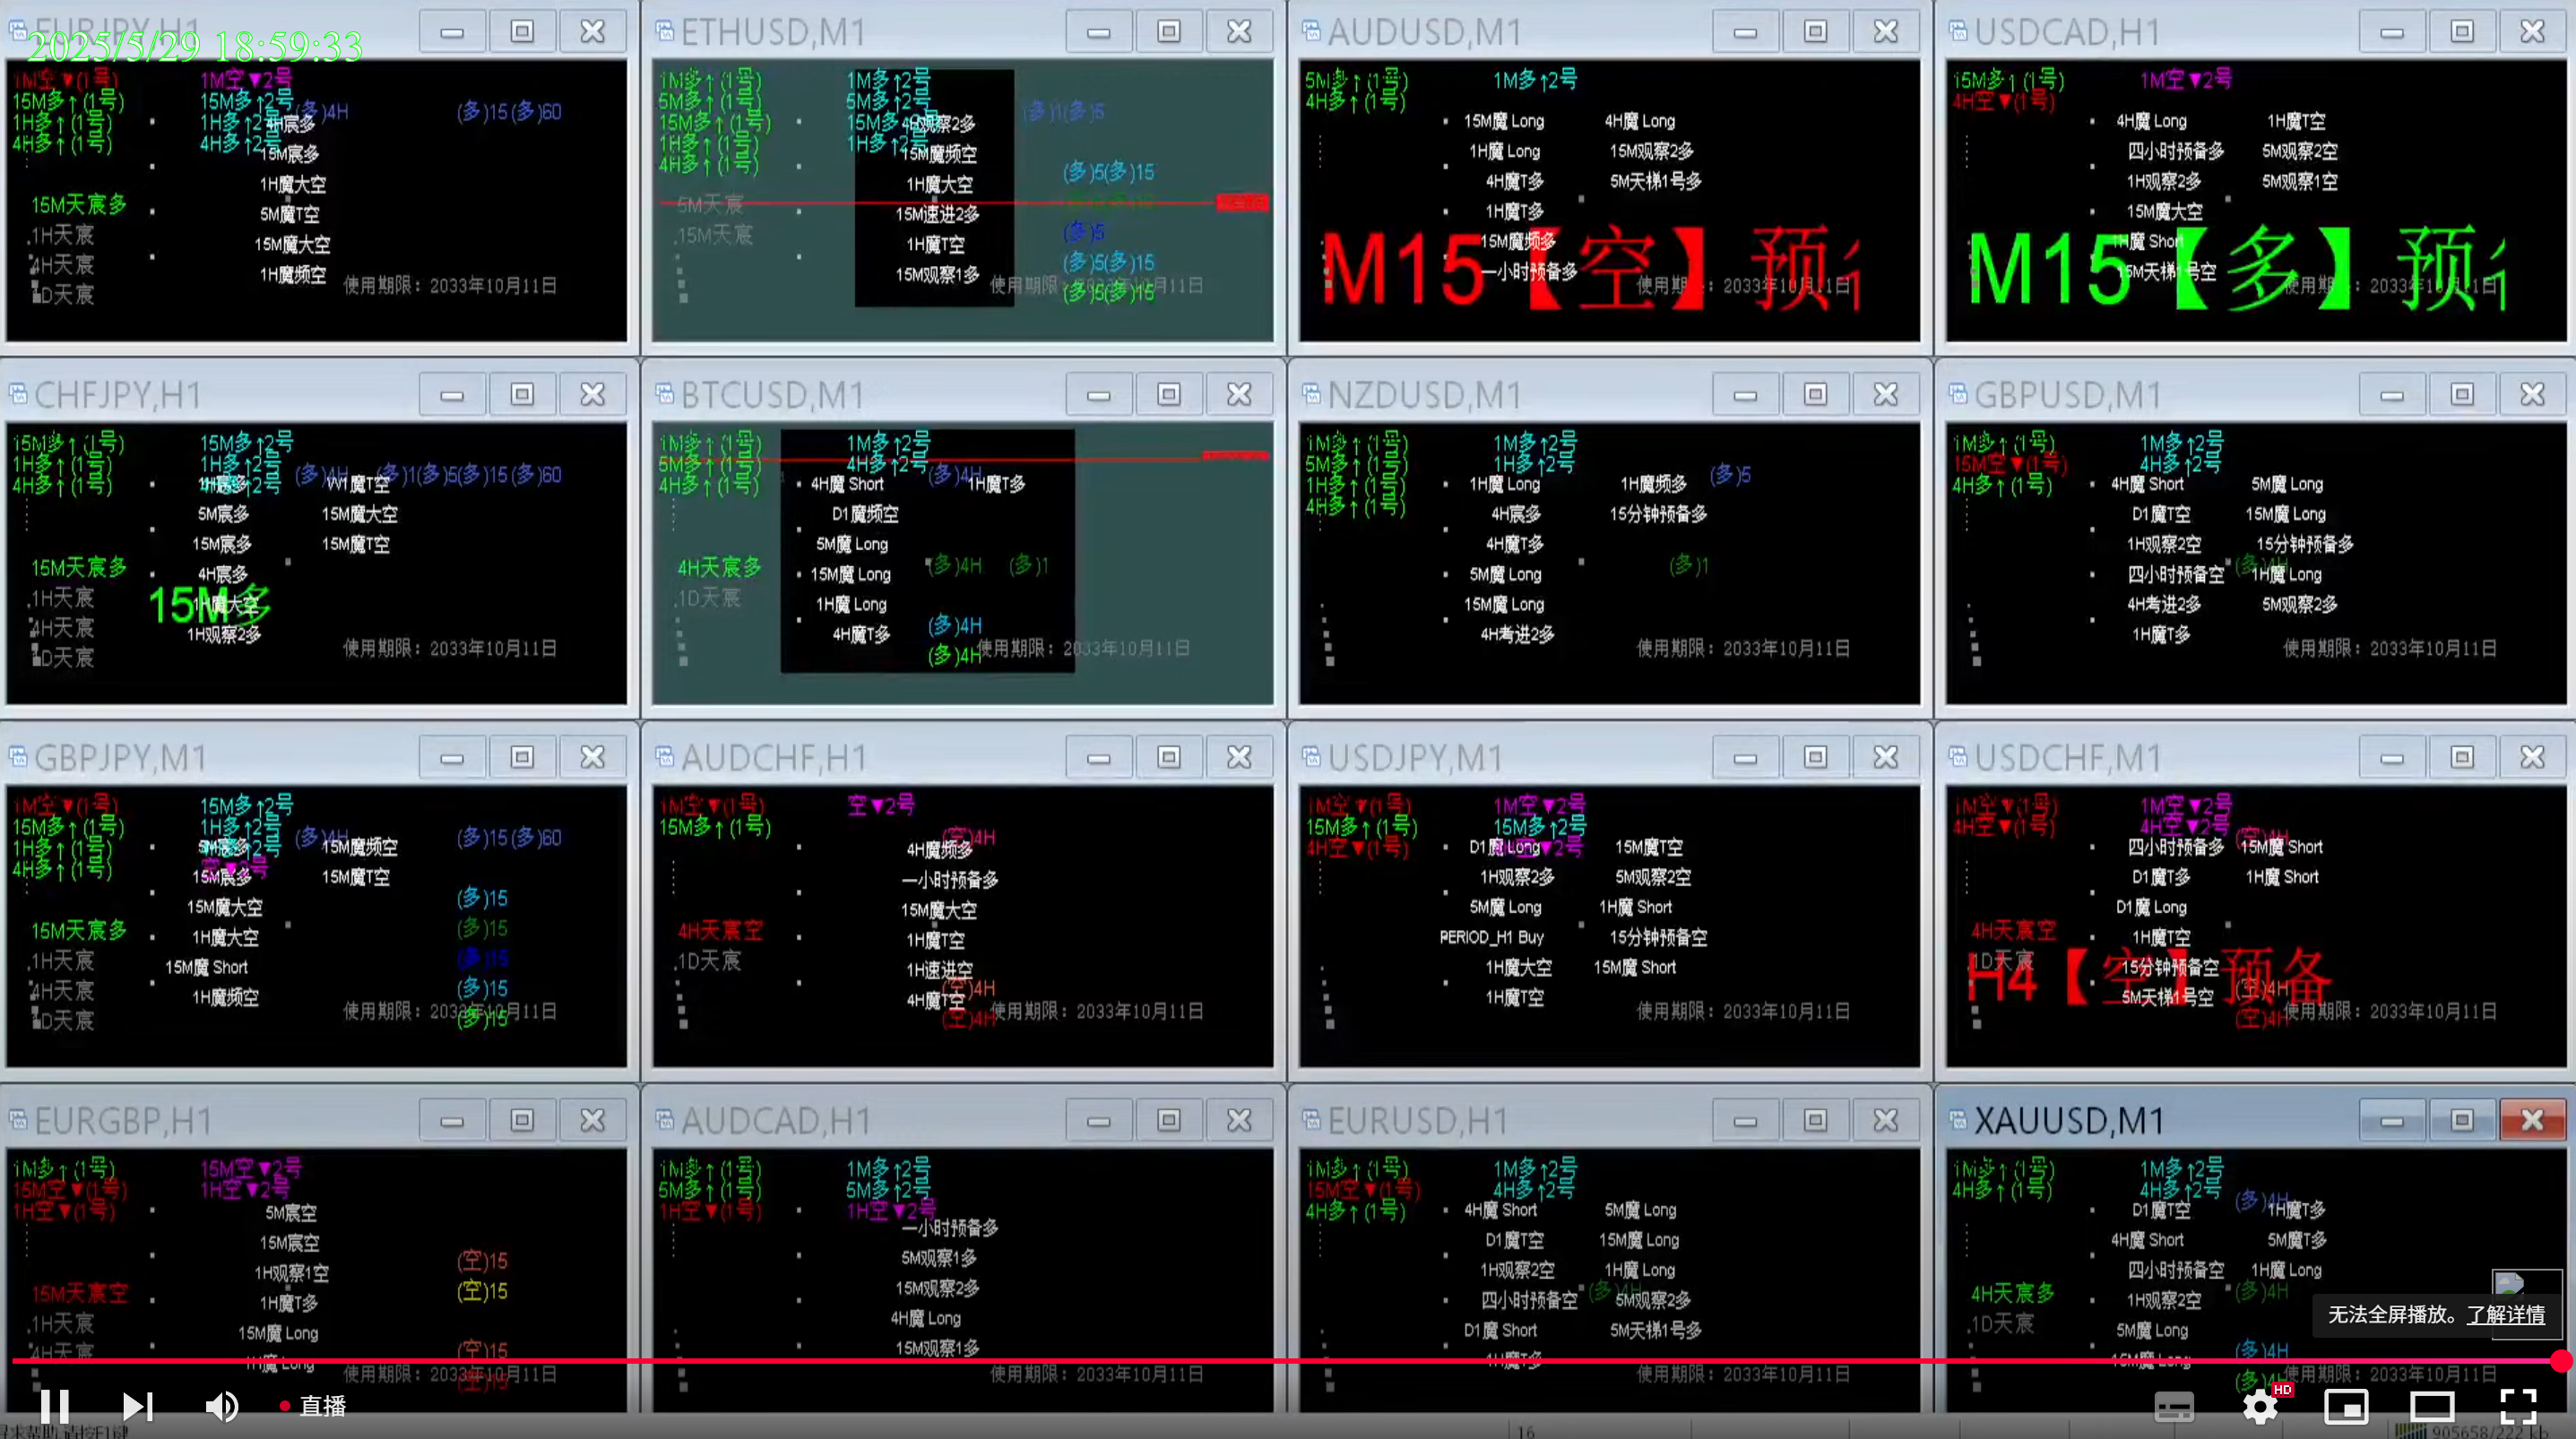 EURJPY,H1
2025/5/29 18:59:33
1M空▼(1号) 1M空▼2号
15M多↑(1号) 15M多↑2号 (多)4H (多)15(多)60
1H多↑(1号) 1H多↑2号 4H宸多
4H多↑(1号) 4H多↑2号 15M宸多
1H魔大空
15M天宸多 5M魔T空
.1H天宸 15M魔大空
4H天宸 1H魔频空
使用期限：2033年10月11日
1D天宸
ETHUSD,M1
1M多↑(1号) 1M多↑2号
5M多↑(1号) 5M多↑2号 (多)1(多)5
15M多↑(1号) 15M多↑2号 4H观察2多
1H多↑(1号) 1H多↑2号 15M魔频空
4H多↑(1号) (多)5(多)15
1H魔大空
5M天宸 15M速进2多
.15M天宸 1H魔T空 (多)5
15M观察1多 (多)5(多)15
使用期限：2033年10月11日
(多)5(多)15
AUDUSD,M1
5M多↑(1号) 1M多↑2号
4H多↑(1号)
15M魔 Long 4H魔 Long
1H魔 Long 15M观察2多
4H魔T多 5M天梯1号多
1H魔T多
15M魔频多
M15【空】预
一小时预备多
使用期限：2033年10月11日
USDCAD,H1
15M多↑(1号) 1M空▼2号
4H空▼(1号)
4H魔 Long 1H魔T空
四小时预备多 5M观察2空
1H观察2多 5M观察1空
15M魔大空
1H魔 Short
M15【多】预
15M天梯1号空
使用期限：2033年10月11日
CHFJPY,H1
15M多↑(1号) 15M多↑2号
1H多↑(1号) 1H多↑2号 (多)4H (多)1(多)5(多)15(多)60
4H多↑(1号) 1H宸多 W1魔T空
5M宸多 15M魔大空
15M宸多 15M魔T空
15M天宸多 4H宸多
.1H天宸 15M多 1H魔大空
4H天宸 1H观察2多
使用期限：2033年10月11日
1D天宸
BTCUSD,M1
1M多↑(1号) 1M多↑2号
5M多↑(1号) 4H多↑2号 (多)4H
4H多↑(1号) 4H魔 Short 1H魔T多
D1魔频空
5M魔 Long
4H天宸多 15M魔 Long (多)4H (多)1
.1D天宸 1H魔 Long
4H魔T多 (多)4H
(多)4H 使用期限：2033年10月11日
NZDUSD,M1
1M多↑(1号) 1M多↑2号
5M多↑(1号) 1H多↑2号 (多)5
1H多↑(1号) 1H魔 Long 1H魔频多
4H多↑(1号) 4H宸多 15分钟预备多
4H魔T多
5M魔 Long (多)1
15M魔 Long
4H考进2多
使用期限：2033年10月11日
GBPUSD,M1
1M多↑(1号) 1M多↑2号
15M空▼(1号) 4H多↑2号
4H多↑(1号) 4H魔 Short 5M魔 Long
D1魔T空 15M魔 Long
1H观察2空 15分钟预备多
四小时预备空 (多)4H 1H魔 Long
4H考进2多 5M观察2多
1H魔T多
使用期限：2033年10月11日
GBPJPY,M1
1M空▼(1号) 15M多↑2号
15M多↑(1号) 1H多↑2号 (多)4H (多)15(多)60
1H多↑(1号) 5M宸多 15M魔频空
4H多↑(1号) 空▼2号
15M宸多 15M魔T空
15M魔大空 (多)15
15M天宸多 1H魔大空 (多)15
.1H天宸 15M魔 Short (多)15
4H天宸 1H魔频空 (多)15
使用期限：2033年10月11日
1D天宸 (多)15
AUDCHF,H1
1M空▼(1号) 空▼2号
15M多↑(1号) (空)4H
4H魔频多
一小时预备多
15M魔大空
4H天宸空 1H魔T空
.1D天宸 1H速进空
(空)4H
4H魔T空
使用期限：2033年10月11日
(空)4H
USDJPY,M1
1M空▼(1号) 1M空▼2号
15M多↑(1号) 15M多↑2号
4H空▼(1号) D1魔 Long 空▼2号 15M魔T空
1H观察2多 5M观察2空
5M魔 Long 1H魔 Short
PERIOD_H1 Buy 15分钟预备空
1H魔大空 15M魔 Short
1H魔T空
使用期限：2033年10月11日
USDCHF,M1
1M空▼(1号) 1M空▼2号
4H空▼(1号) 4H空▼2号
(空)4H
四小时预备多 15M魔 Short
D1魔T多 1H魔 Short
D1魔 Long
4H天宸空 1H魔T空
1D天宸 15分钟预备空
H4【空】预备
5M天梯1号空 (空)4H
使用期限：2033年10月11日
(空)4H
EURGBP,H1
1M多↑(1号) 15M空▼2号
15M空▼(1号) 1H空▼2号
1H空▼(1号) 5M宸空
15M宸空
(空)15
1H观察1空
15M天宸空 1H魔T多 (空)15
.1H天宸 15M魔 Long
4H天宸 1H魔 Long (空)15
使用期限：2033年10月11日
AUDCAD,H1
1M多↑(1号) 1M多↑2号
5M多↑(1号) 5M多↑2号
1H空▼(1号) 1H空▼2号
一小时预备多
5M观察1多
15M观察2多
4H魔 Long
15M观察1多
使用期限：2033年10月11日
EURUSD,H1
1M多↑(1号) 1M多↑2号
15M空▼(1号) 4H多↑2号
4H多↑(1号) 4H魔 Short 5M魔 Long
D1魔T空 15M魔 Long
1H观察2空 1H魔 Long
四小时预备空 (多)4H 5M观察2多
D1魔 Short 5M天梯1号多
1H魔T多
使用期限：2033年10月11日
XAUUSD,M1
1M多↑(1号) 1M多↑2号
4H多↑(1号) 4H多↑2号
D1魔T空 (多)4H 1H魔T多
4H魔 Short 5M魔T多
四小时预备空 1H魔 Long
4H天宸多 1H观察2空 (多)4H
.1D天宸 5M魔 Long
(多)4H
15M魔 Long
使用期限：2033年10月11日
无法全屏播放。了解详情
直播
HD
16
905658/222 kb